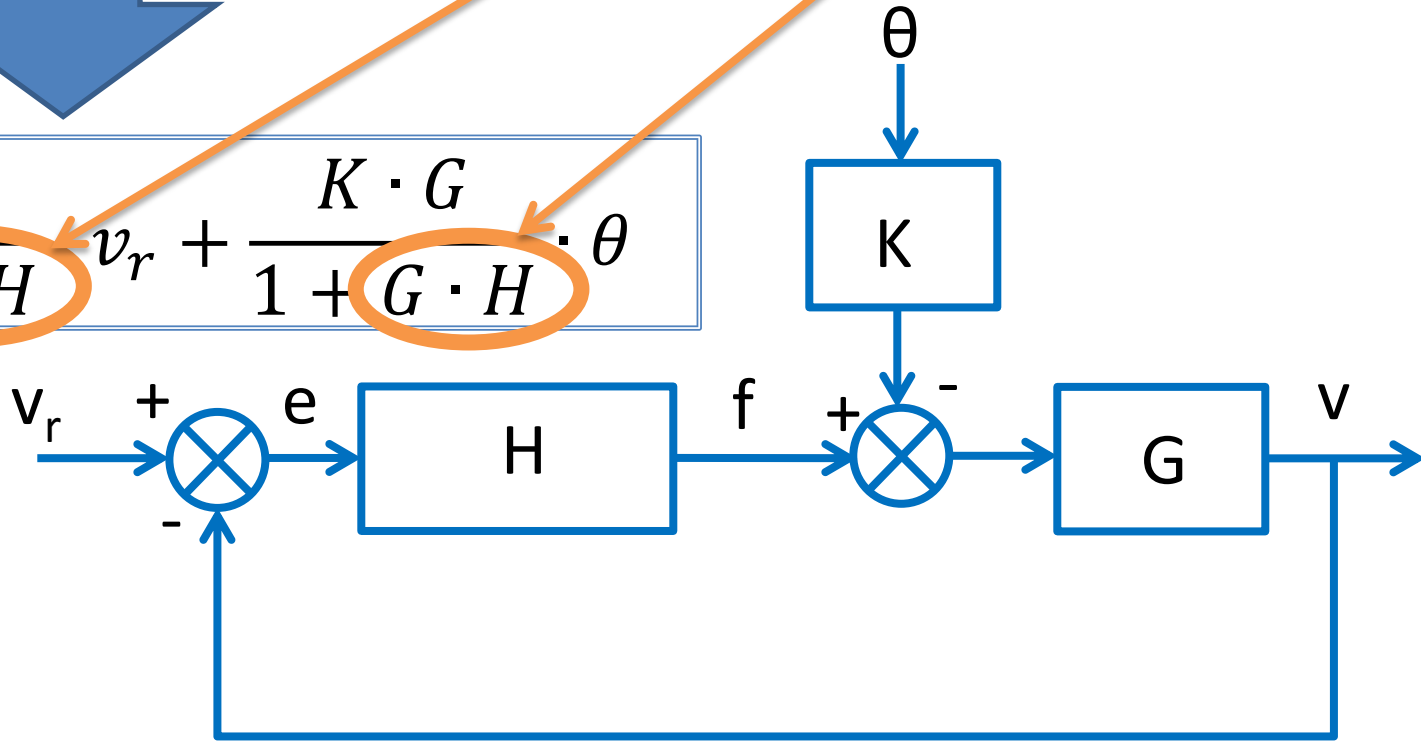 θ
K · G
H v_r + ――― · θ
1 + G · H
K
v_r + e H f + - G v
-